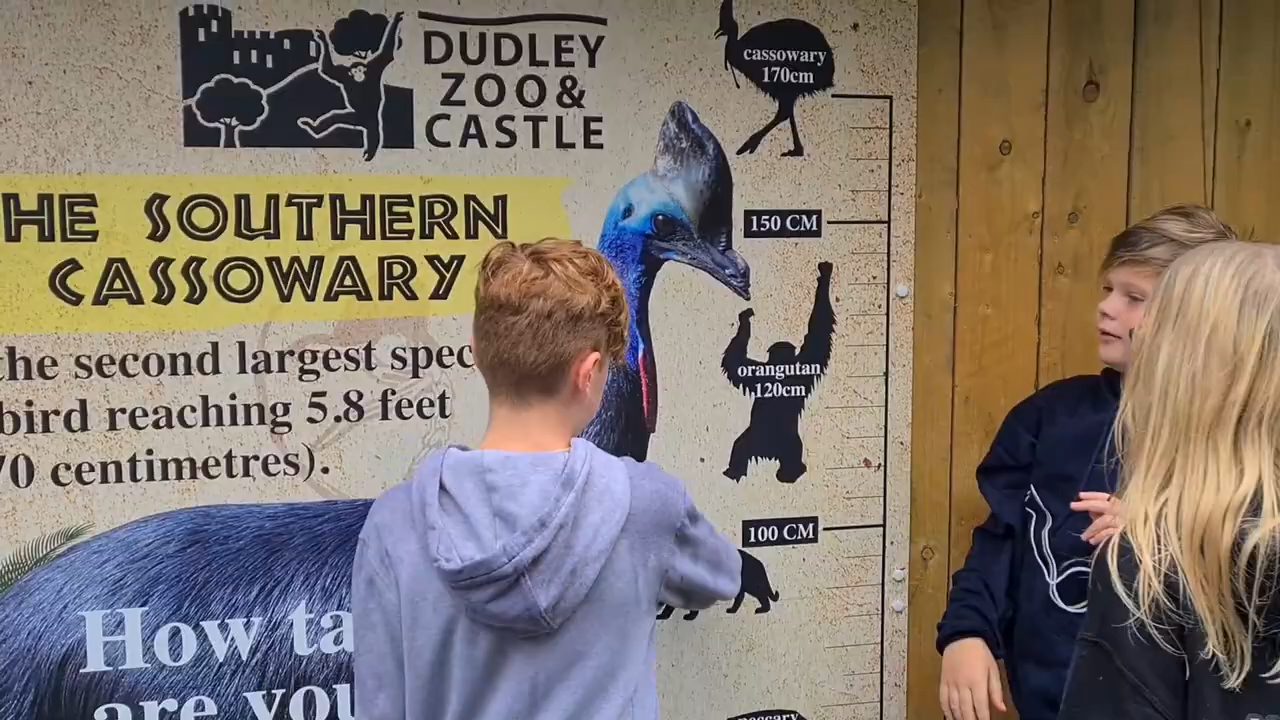 DUDLEY
ZOO &
CASTLE
cassowary
170cm
HE SOUTHERN
CASSOWARY
150 CM
the second largest spec
bird reaching 5.8 feet
70 centimetres).
orangutan
120cm
100 CM
How ta
are you